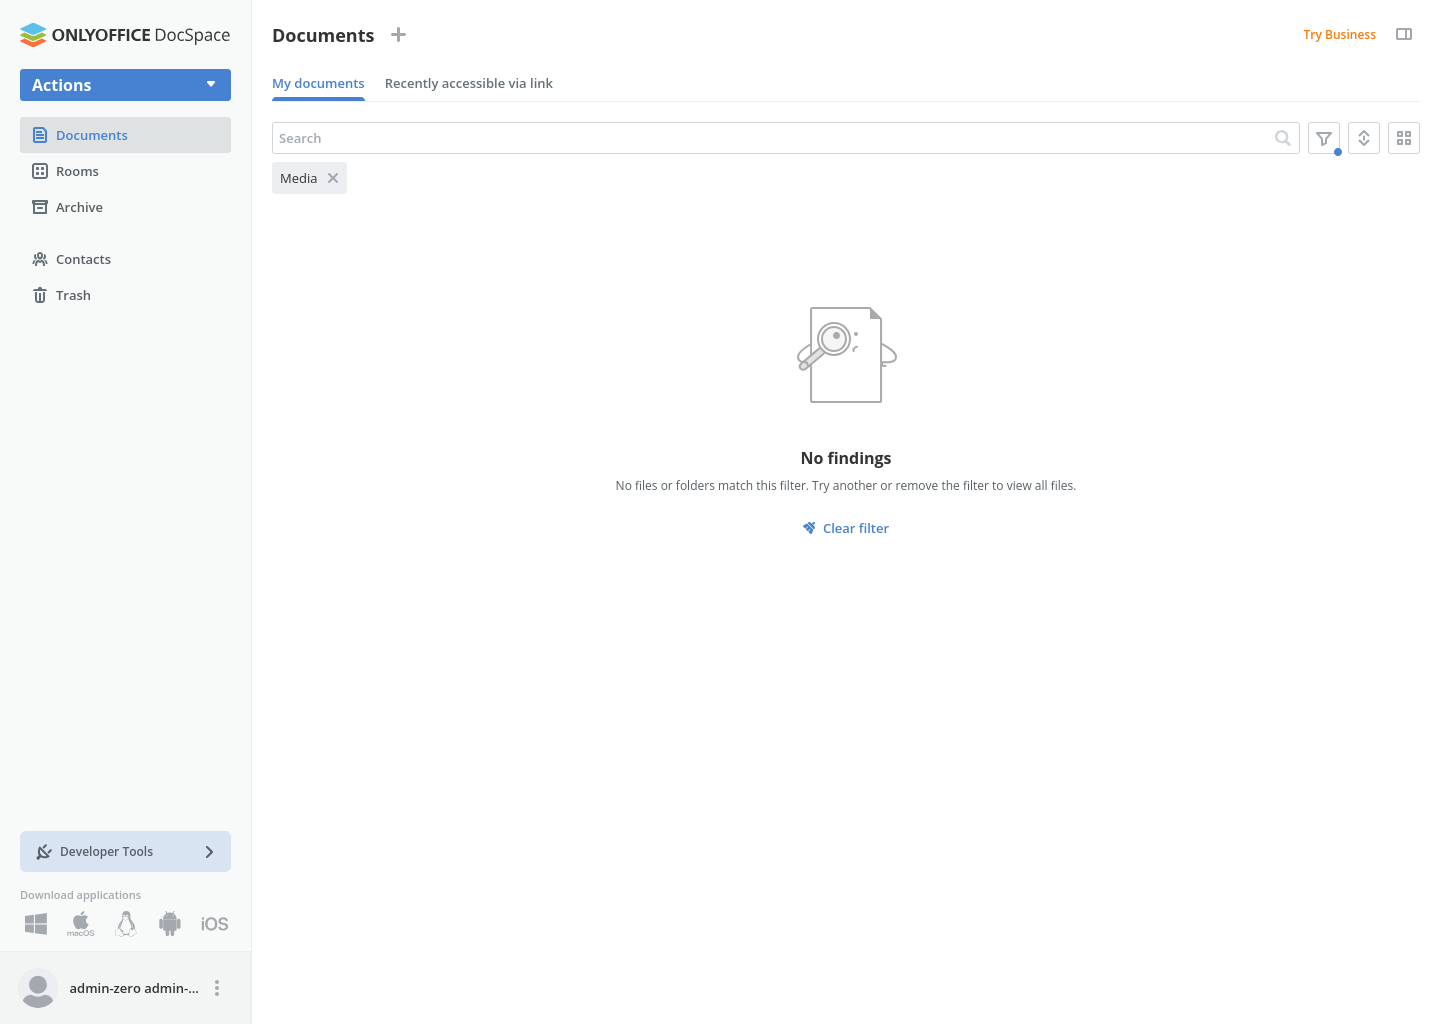 ONLYOFFICE DocSpace
Actions
Documents
Rooms
Archive
Contacts
Trash
Developer Tools
Download applications
macOS
iOS
admin-zero admin-...
Documents
Try Business
My documents
Recently accessible via link
Search
Media
No findings
No files or folders match this filter. Try another or remove the filter to view all files.
Clear filter